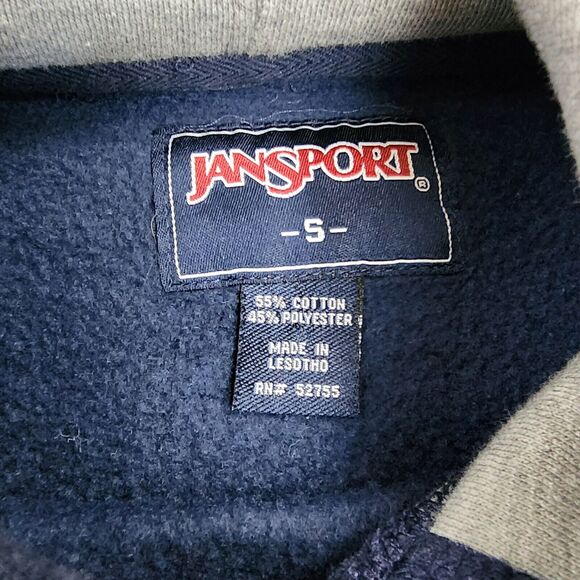 JANSPORT®
-S-
55% COTTON
45% POLYESTER
MADE IN
LESOTHO
RN# 52755